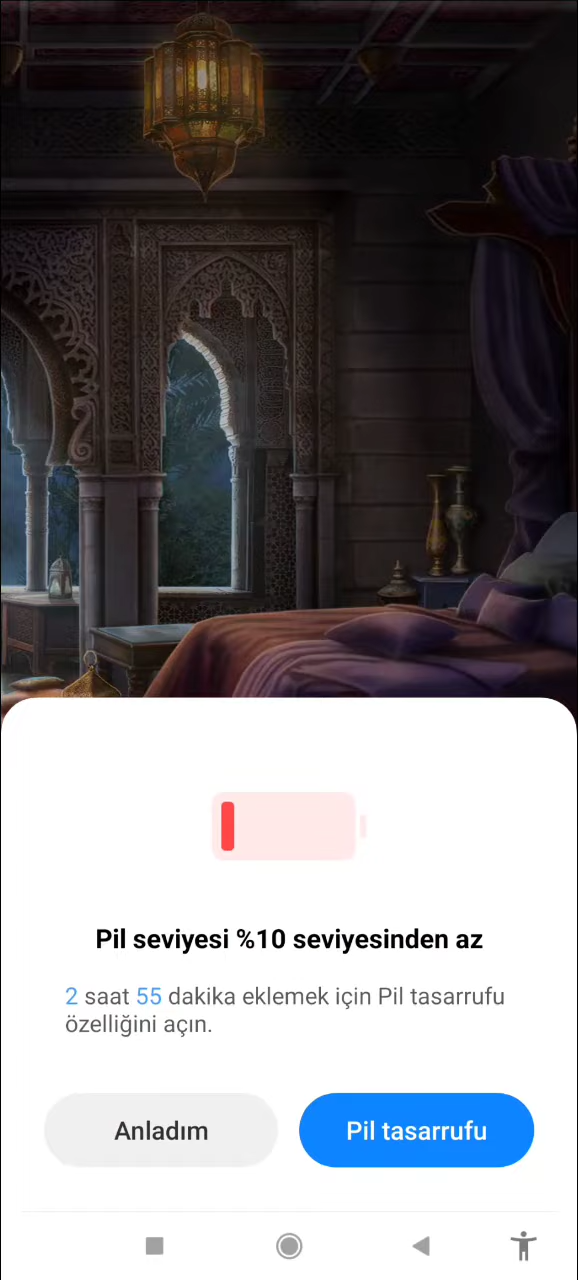 Pil seviyesi %10 seviyesinden az
2 saat 55 dakika eklemek için Pil tasarrufu
özelliğini açın.
Anladım
Pil tasarrufu